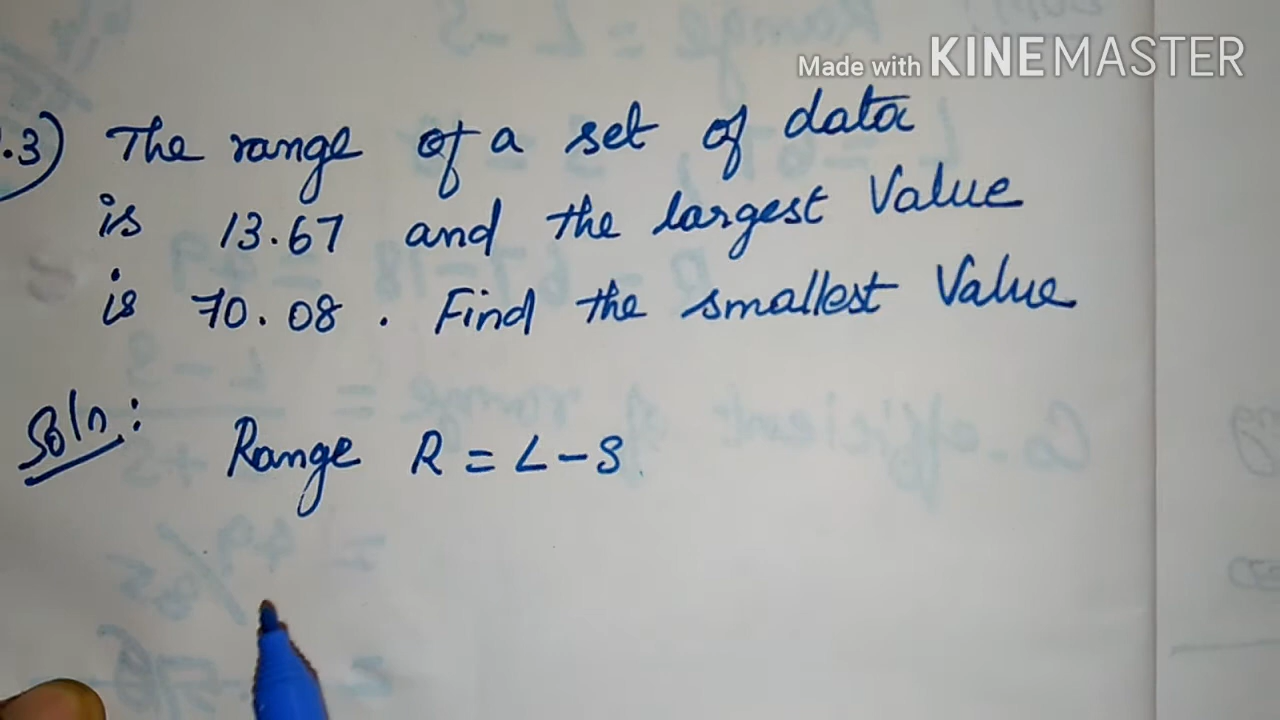 Made with KINEMASTER
.3) The range of a set of data
is 13.67 and the largest Value
is 70.08. Find the smallest Value
Soln: Range R = L - S